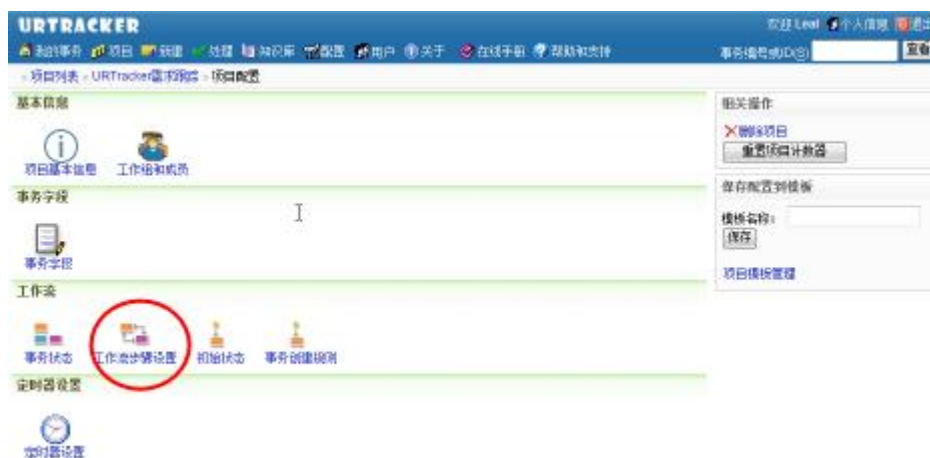 URTRACKER
欢迎 Leaf 个人信息 退出
我的事务 项目 新建 处理 知识库 配置 用户 关于 在线手册 帮助和支持
事务编号或ID(S) 查看
项目列表 URTracker需求跟踪 项目配置
基本信息
项目基本信息 工作组和成员
事务字段
事务字段
工作流
事务状态 工作流步骤设置 初始状态 事务创建规则
定时器设置
定时器设置
相关操作
删除项目
重置项目计数器
保存配置到模板
模板名称:
保存
项目模板管理